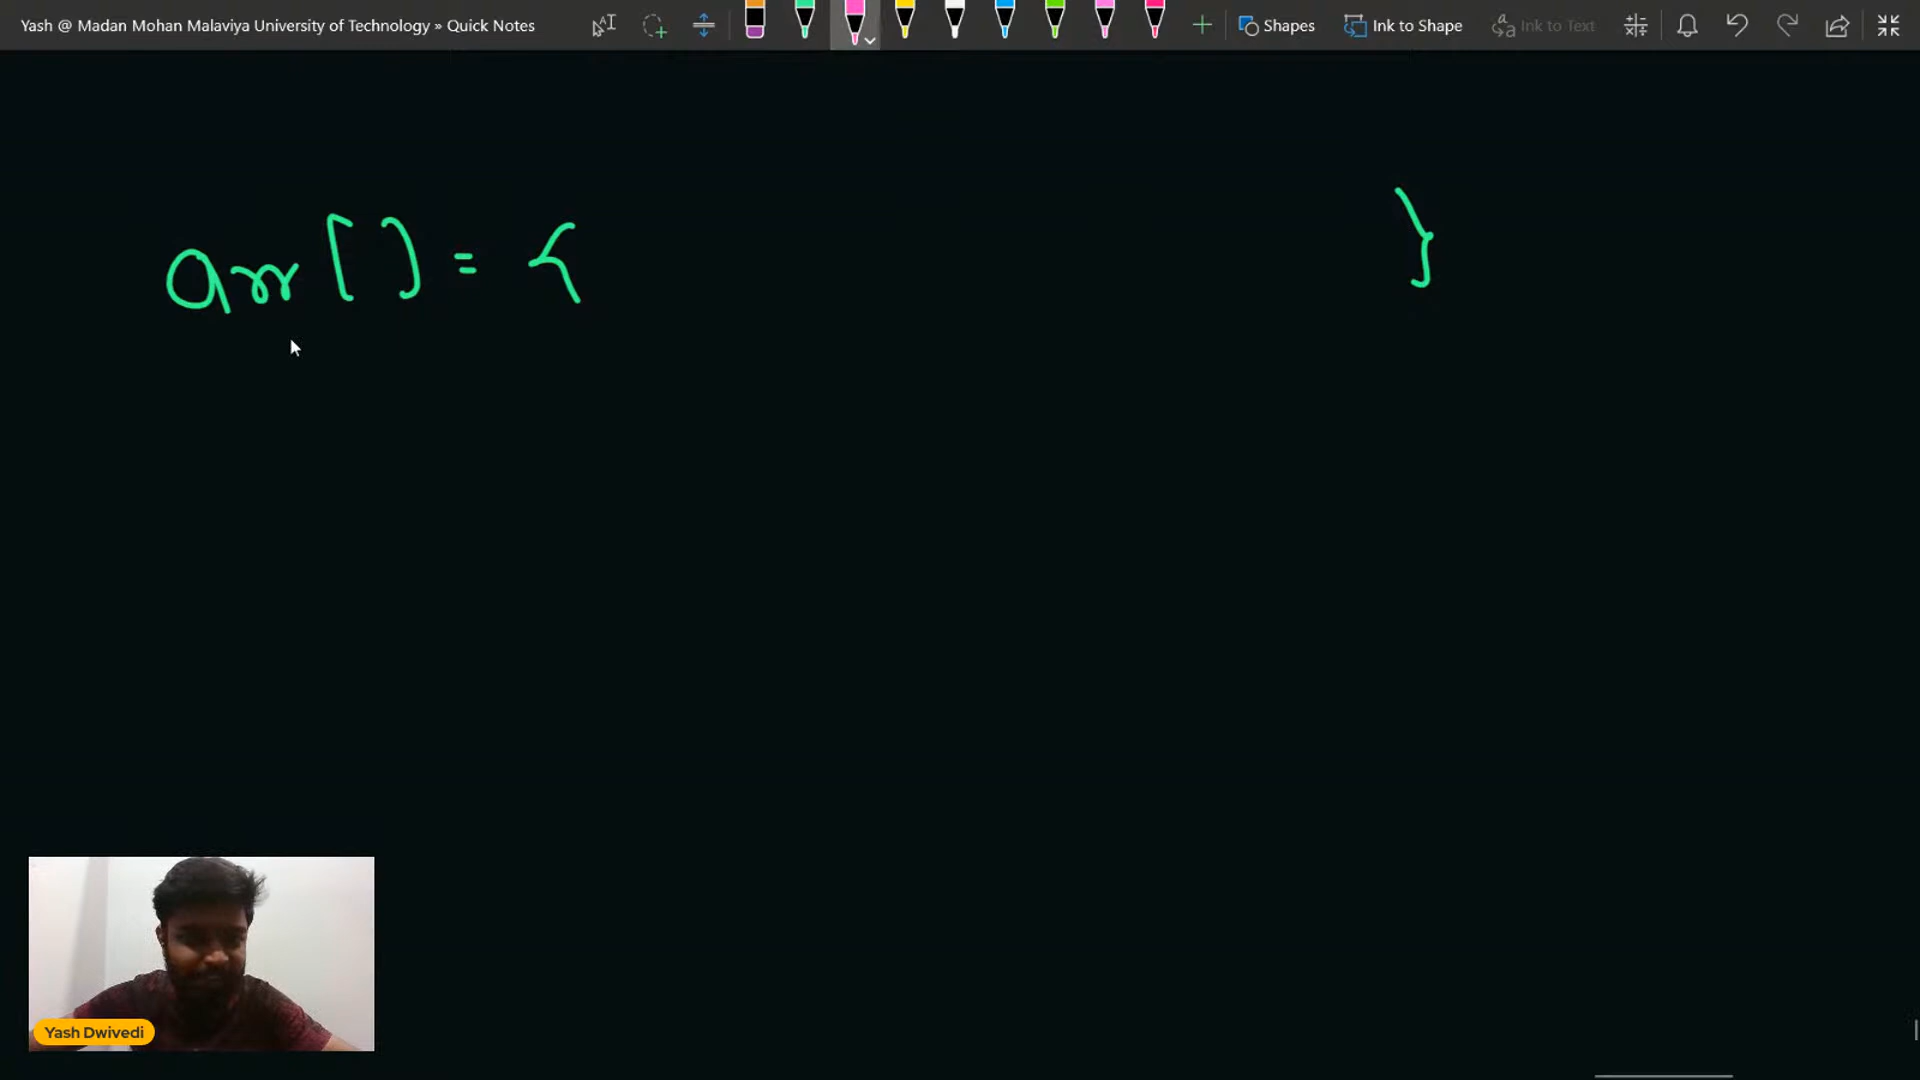 Yash @ Madan Mohan Malaviya University of Technology » Quick Notes
Shapes
Ink to Shape
Ink to Text
arr [ ] = { }
Yash Dwivedi